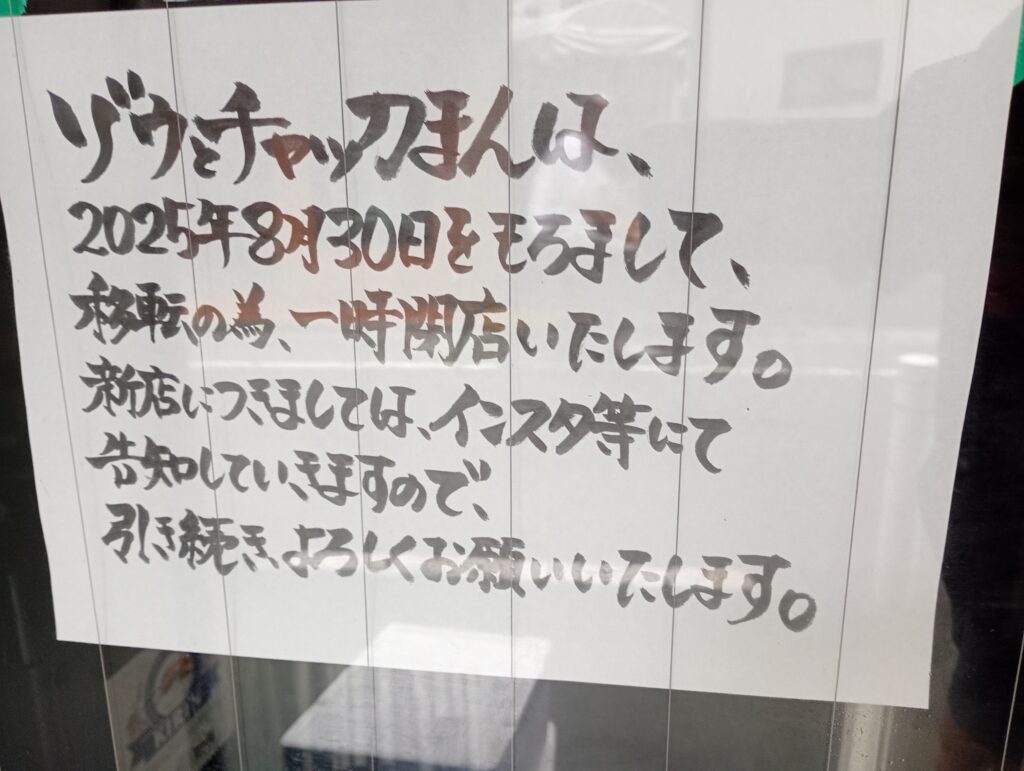 ゾウとチャッカまんは、
2025年8月30日をもちまして、
移転の為、一時閉店いたします。
新店につきましては、インスタ等にて
告知していきますので、
引き続き、よろしくお願いいたします。